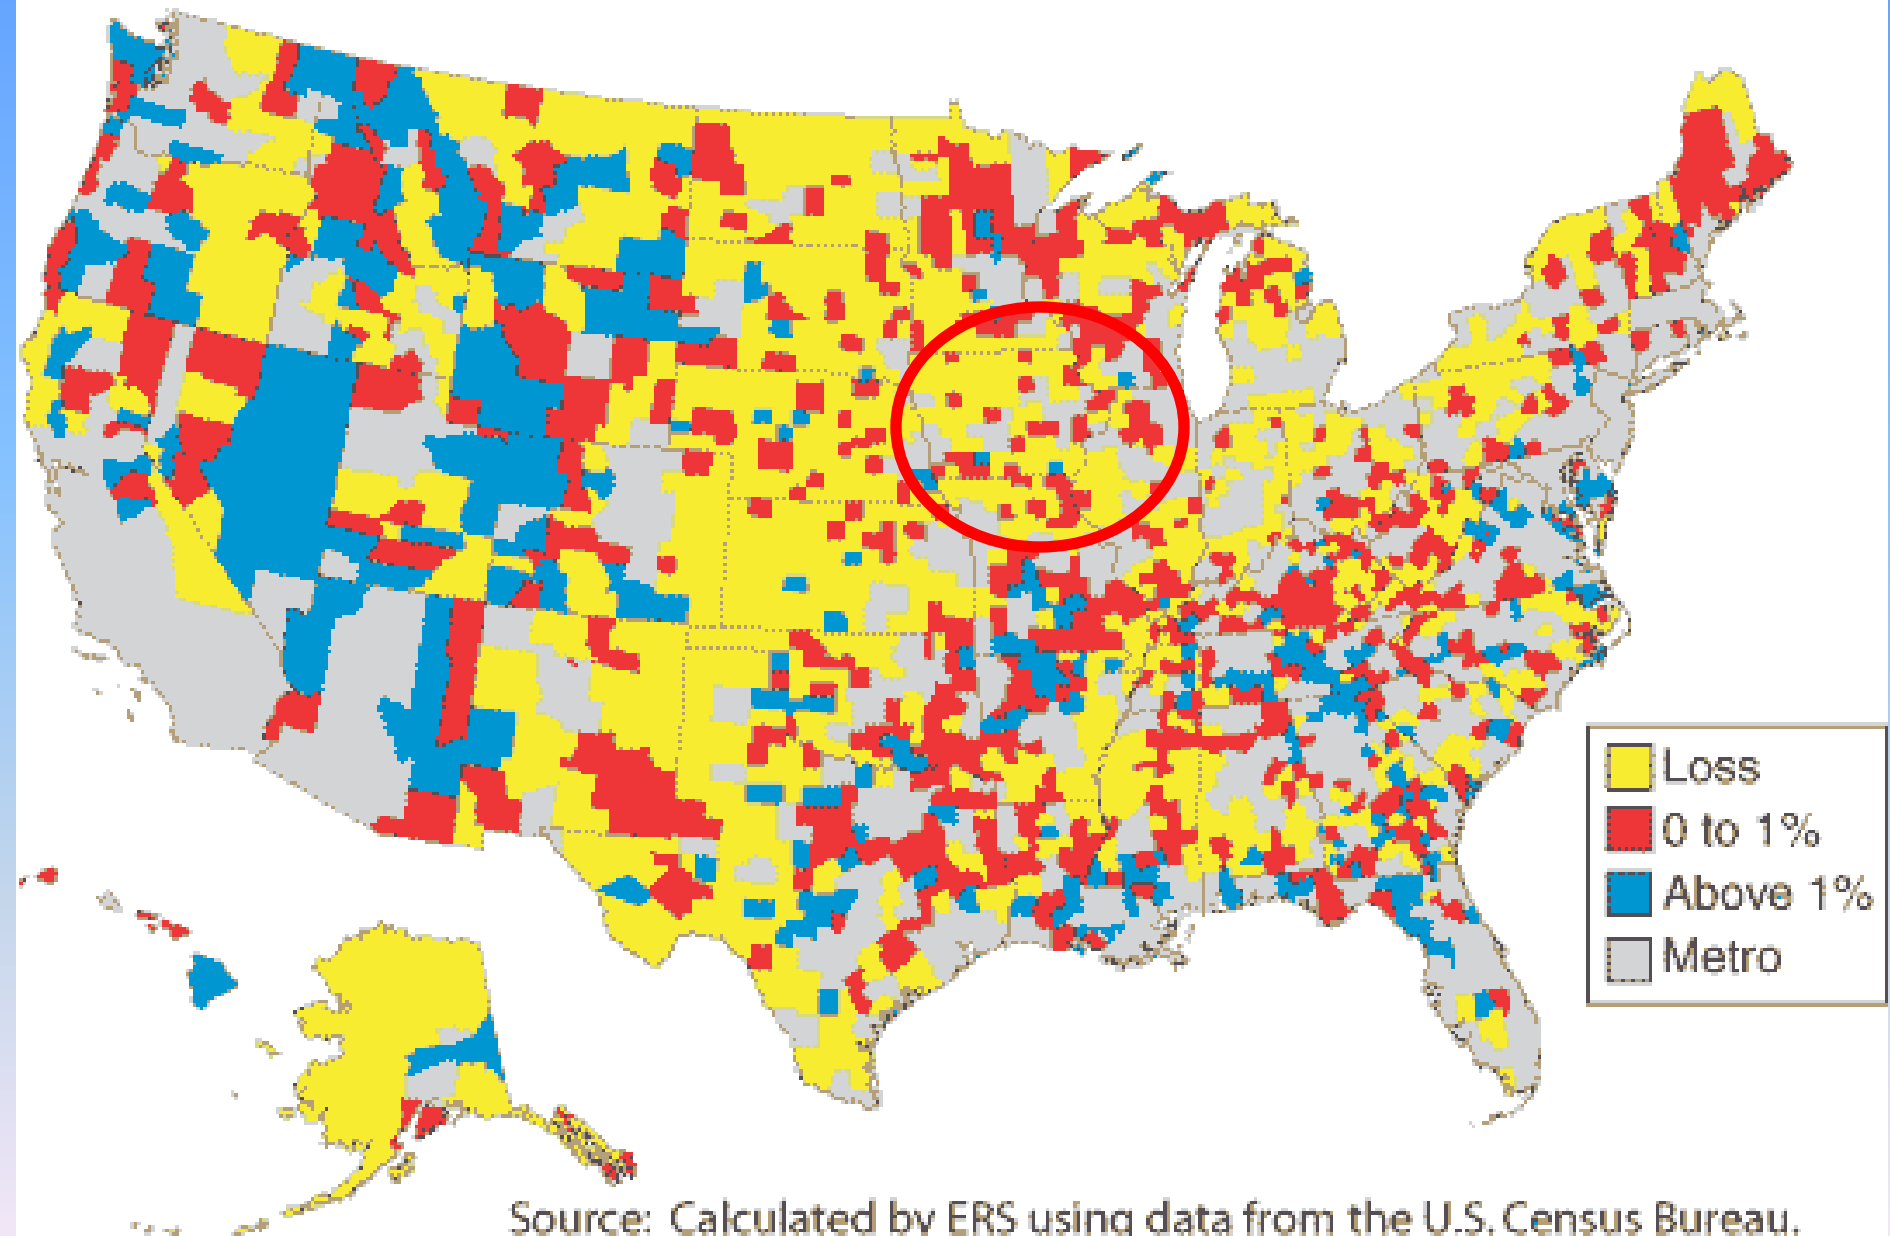 Loss
0 to 1%
Above 1%
Metro
Source: Calculated by ERS using data from the U.S. Census Bureau.